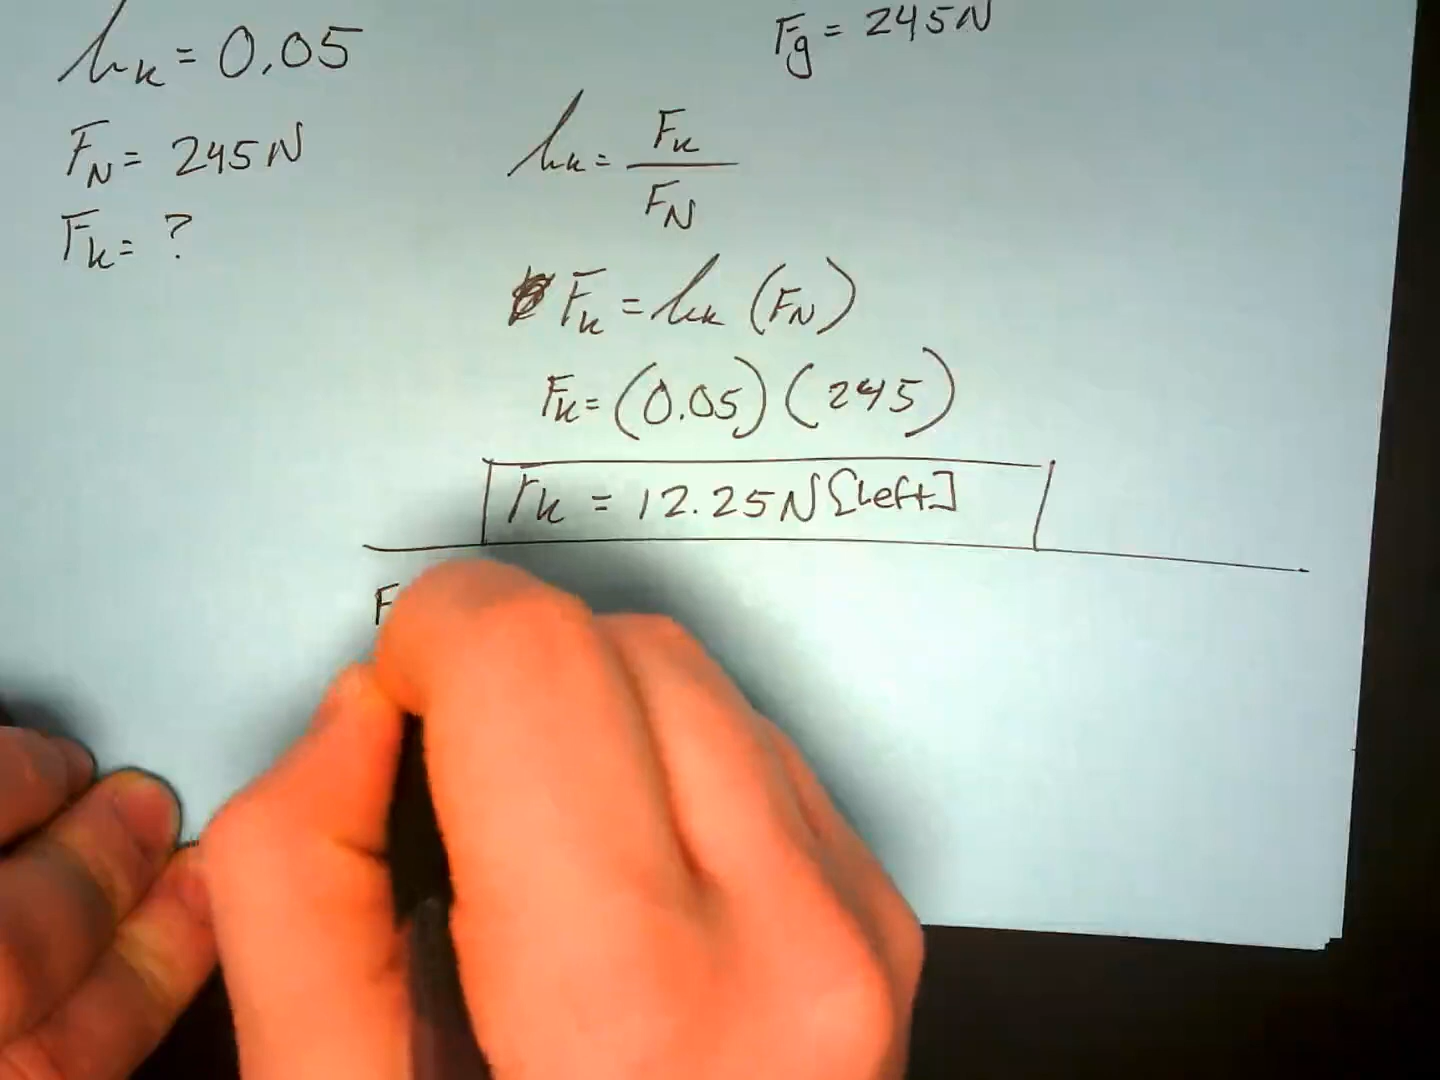 μk = 0.05
FN = 245N
Fk = ?
Fg = 245N
μk = Fk / FN
Fk = μk (FN)
Fk = (0.05) (245)
Fk = 12.25N [Left]
F